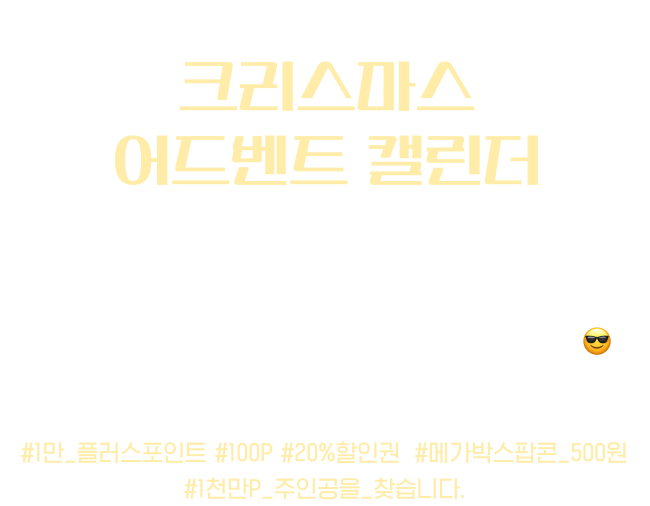 크리스마스
어드벤트 캘린더
😎
#1만_플러스포인트 #100P #20%할인권 #메가박스팝콘_500원
#1천만P_주인공을_찾습니다.